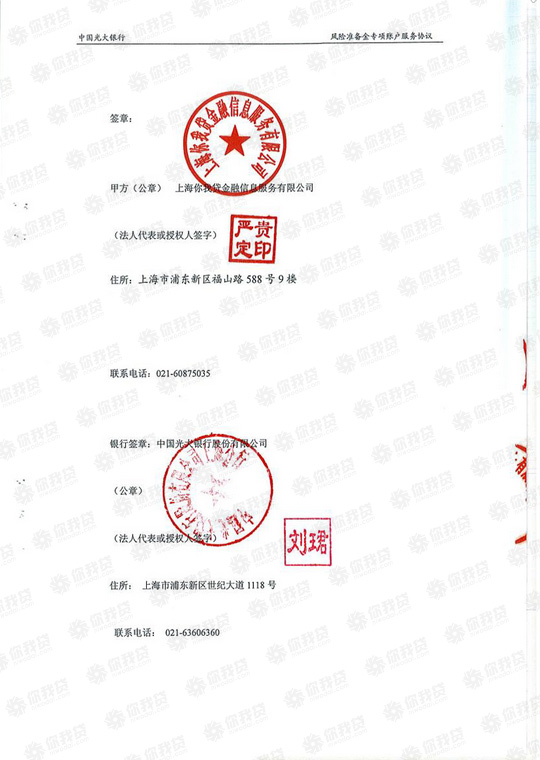 中国光大银行 风险准备金专项账户服务协议
签章：
上海你我贷金融信息服务有限公司
甲方（公章） 上海你我贷金融信息服务有限公司
（法人代表或授权人签字）
严贵
定印
住所：上海市浦东新区福山路 588 号 9 楼
联系电话：021-60875035
银行签章：中国光大银行股份有限公司
（公章）
（法人代表或授权人签字）
刘珺
住所： 上海市浦东新区世纪大道 1118 号
联系电话： 021-63606360
你我贷